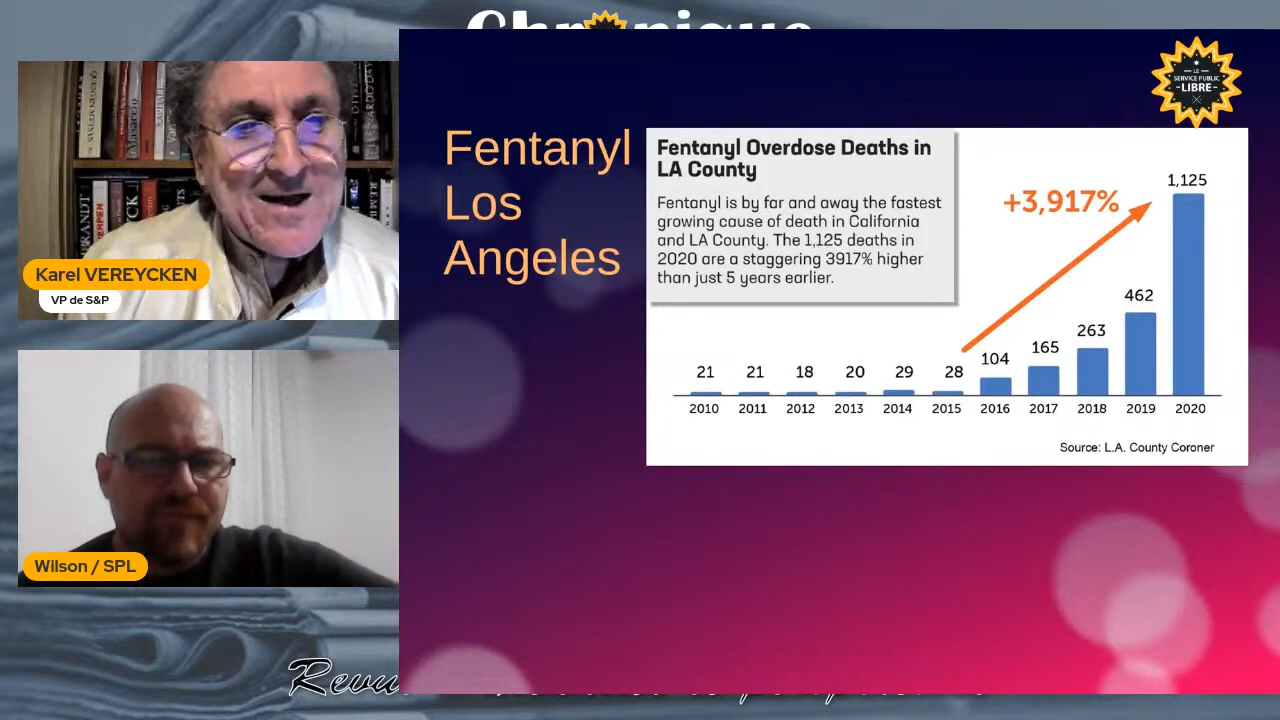 Chronique
LE
SERVICE PUBLIC
LIBRE
Karel VEREYCKEN
VP de S&P
Wilson / SPL
Fentanyl
Los
Angeles
Fentanyl Overdose Deaths in
LA County
Fentanyl is by far and away the fastest
growing cause of death in California
and LA County. The 1,125 deaths in
2020 are a staggering 3917% higher
than just 5 years earlier.
+3,917%
21 21 18 20 29 28 104 165 263 462 1,125
2010 2011 2012 2013 2014 2015 2016 2017 2018 2019 2020
Source: L.A. County Coroner